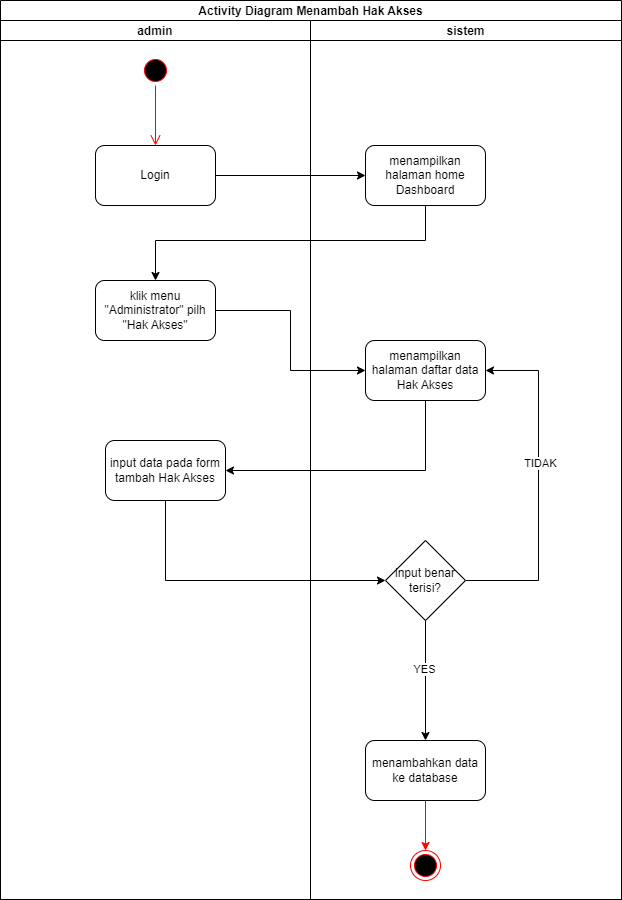 Activity Diagram Menambah Hak Akses
admin
sistem
Login
menampilkan
halaman home
Dashboard
klik menu
"Administrator" pilh
"Hak Akses"
menampilkan
halaman daftar data
Hak Akses
input data pada form
tambah Hak Akses
TIDAK
input benar
terisi?
YES
menambahkan data
ke database